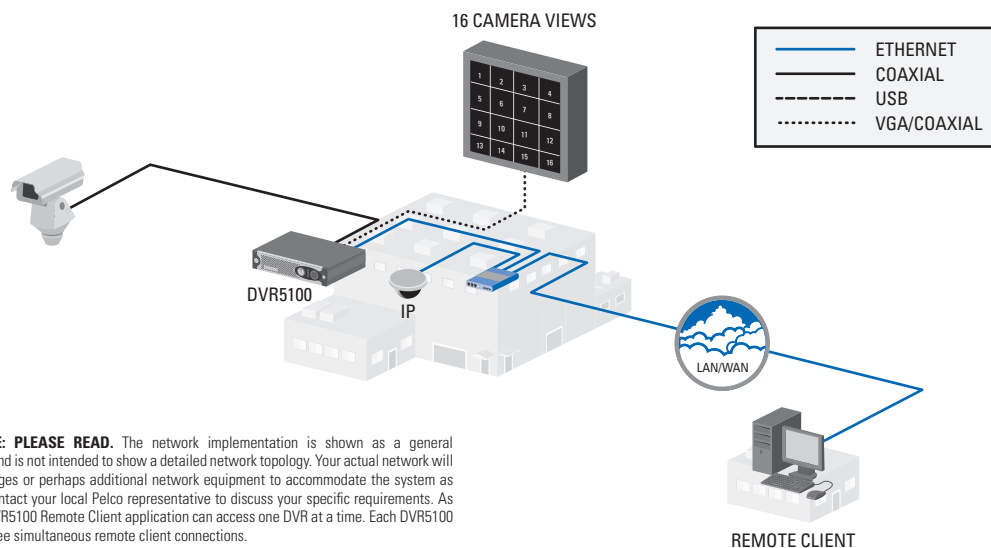 16 CAMERA VIEWS
ETHERNET
COAXIAL
USB
VGA/COAXIAL
1 2 3 4
5 6 7 8
9 10 11 12
13 14 15 16
DVR5100
IP
LAN/WAN
REMOTE CLIENT
E: PLEASE READ. The network implementation is shown as a general
nd is not intended to show a detailed network topology. Your actual network will
ges or perhaps additional network equipment to accommodate the system as
ntact your local Pelco representative to discuss your specific requirements. As
R5100 Remote Client application can access one DVR at a time. Each DVR5100
ee simultaneous remote client connections.